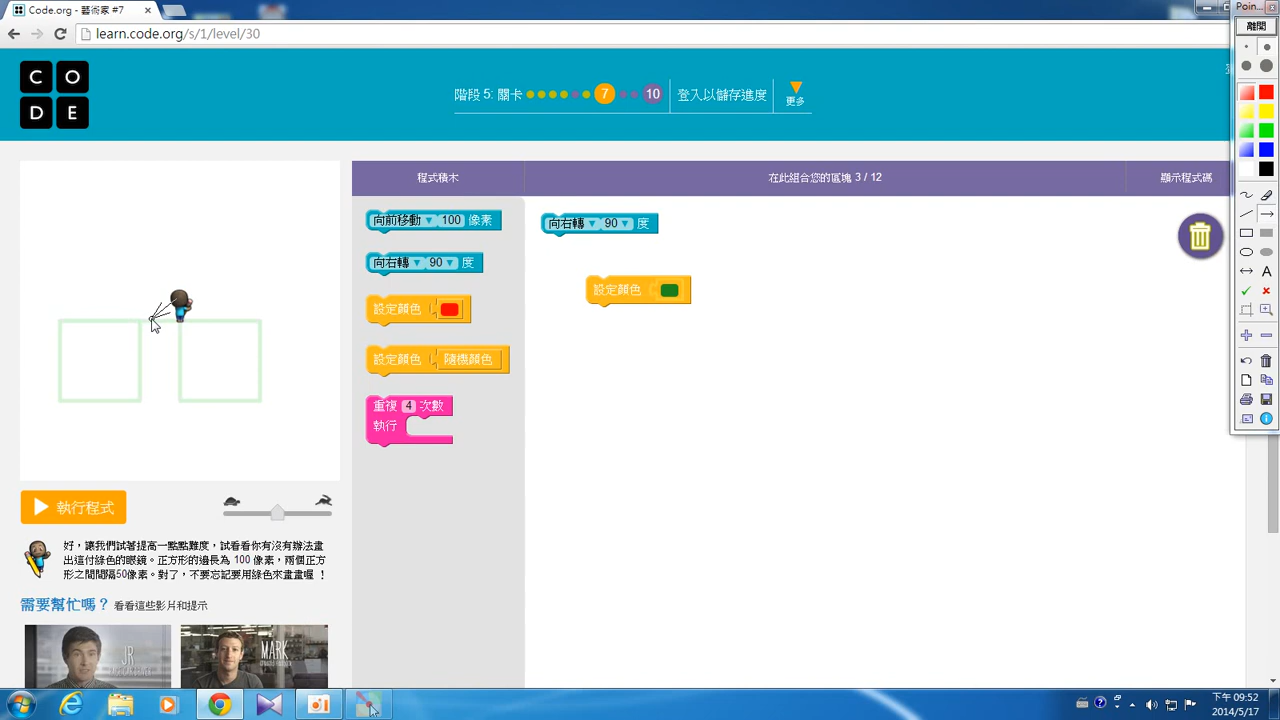 Code.org - 藝術家 #7
Poin...
learn.code.org/s/1/level/30
離開
C O
D E
階段 5: 關卡 7 10 登入以儲存進度 更多
程式積木
在此組合您的區塊 3 / 12
顯示程式碼
向前移動 100 像素
向右轉 90 度
設定顏色
設定顏色 隨機顏色
重複 4 次數
執行
向右轉 90 度
設定顏色
A
執行程式
好，讓我們試著提高一點點難度，試看看你有沒有辦法畫
出這付綠色的眼鏡。正方形的邊長為 100 像素，兩個正方
形之間間隔50像素。對了，不要忘記要用綠色來畫畫喔 ！
需要幫忙嗎？ 看看這些影片和提示
JR
MARK
下午 09:52
2014/5/17